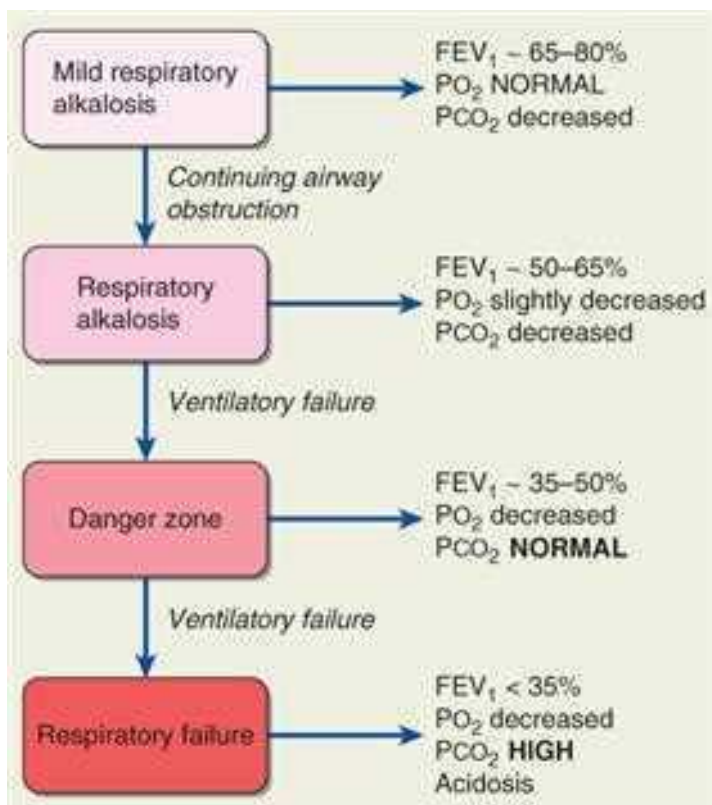 Mild respiratory
alkalosis
FEV₁ ~ 65–80%
PO₂ NORMAL
PCO₂ decreased
Continuing airway
obstruction
Respiratory
alkalosis
FEV₁ ~ 50–65%
PO₂ slightly decreased
PCO₂ decreased
Ventilatory failure
Danger zone
FEV₁ ~ 35–50%
PO₂ decreased
PCO₂ NORMAL
Ventilatory failure
Respiratory failure
FEV₁ < 35%
PO₂ decreased
PCO₂ HIGH
Acidosis